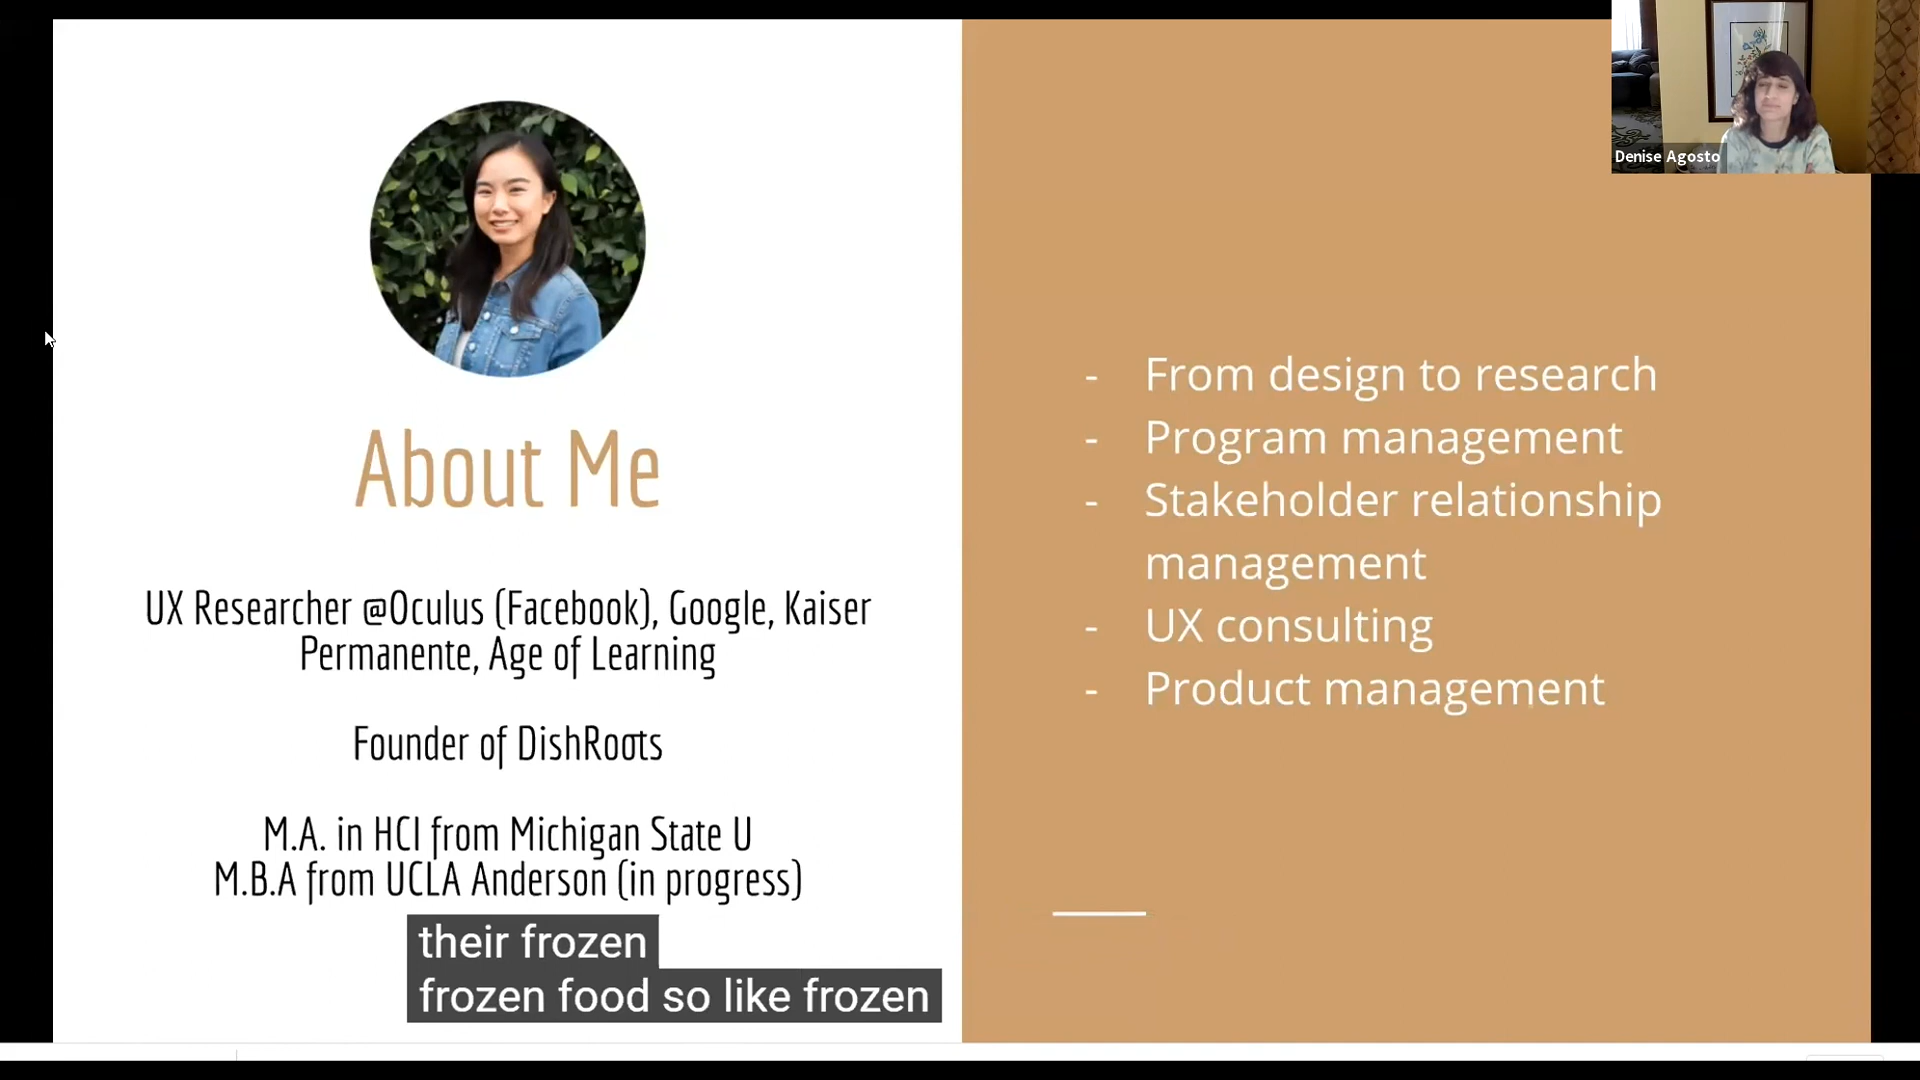 Denise Agosto
About Me
UX Researcher @Oculus (Facebook), Google, Kaiser
Permanente, Age of Learning
Founder of DishRoots
M.A. in HCI from Michigan State U
M.B.A from UCLA Anderson (in progress)
- From design to research
- Program management
- Stakeholder relationship
management
- UX consulting
- Product management
their frozen
frozen food so like frozen